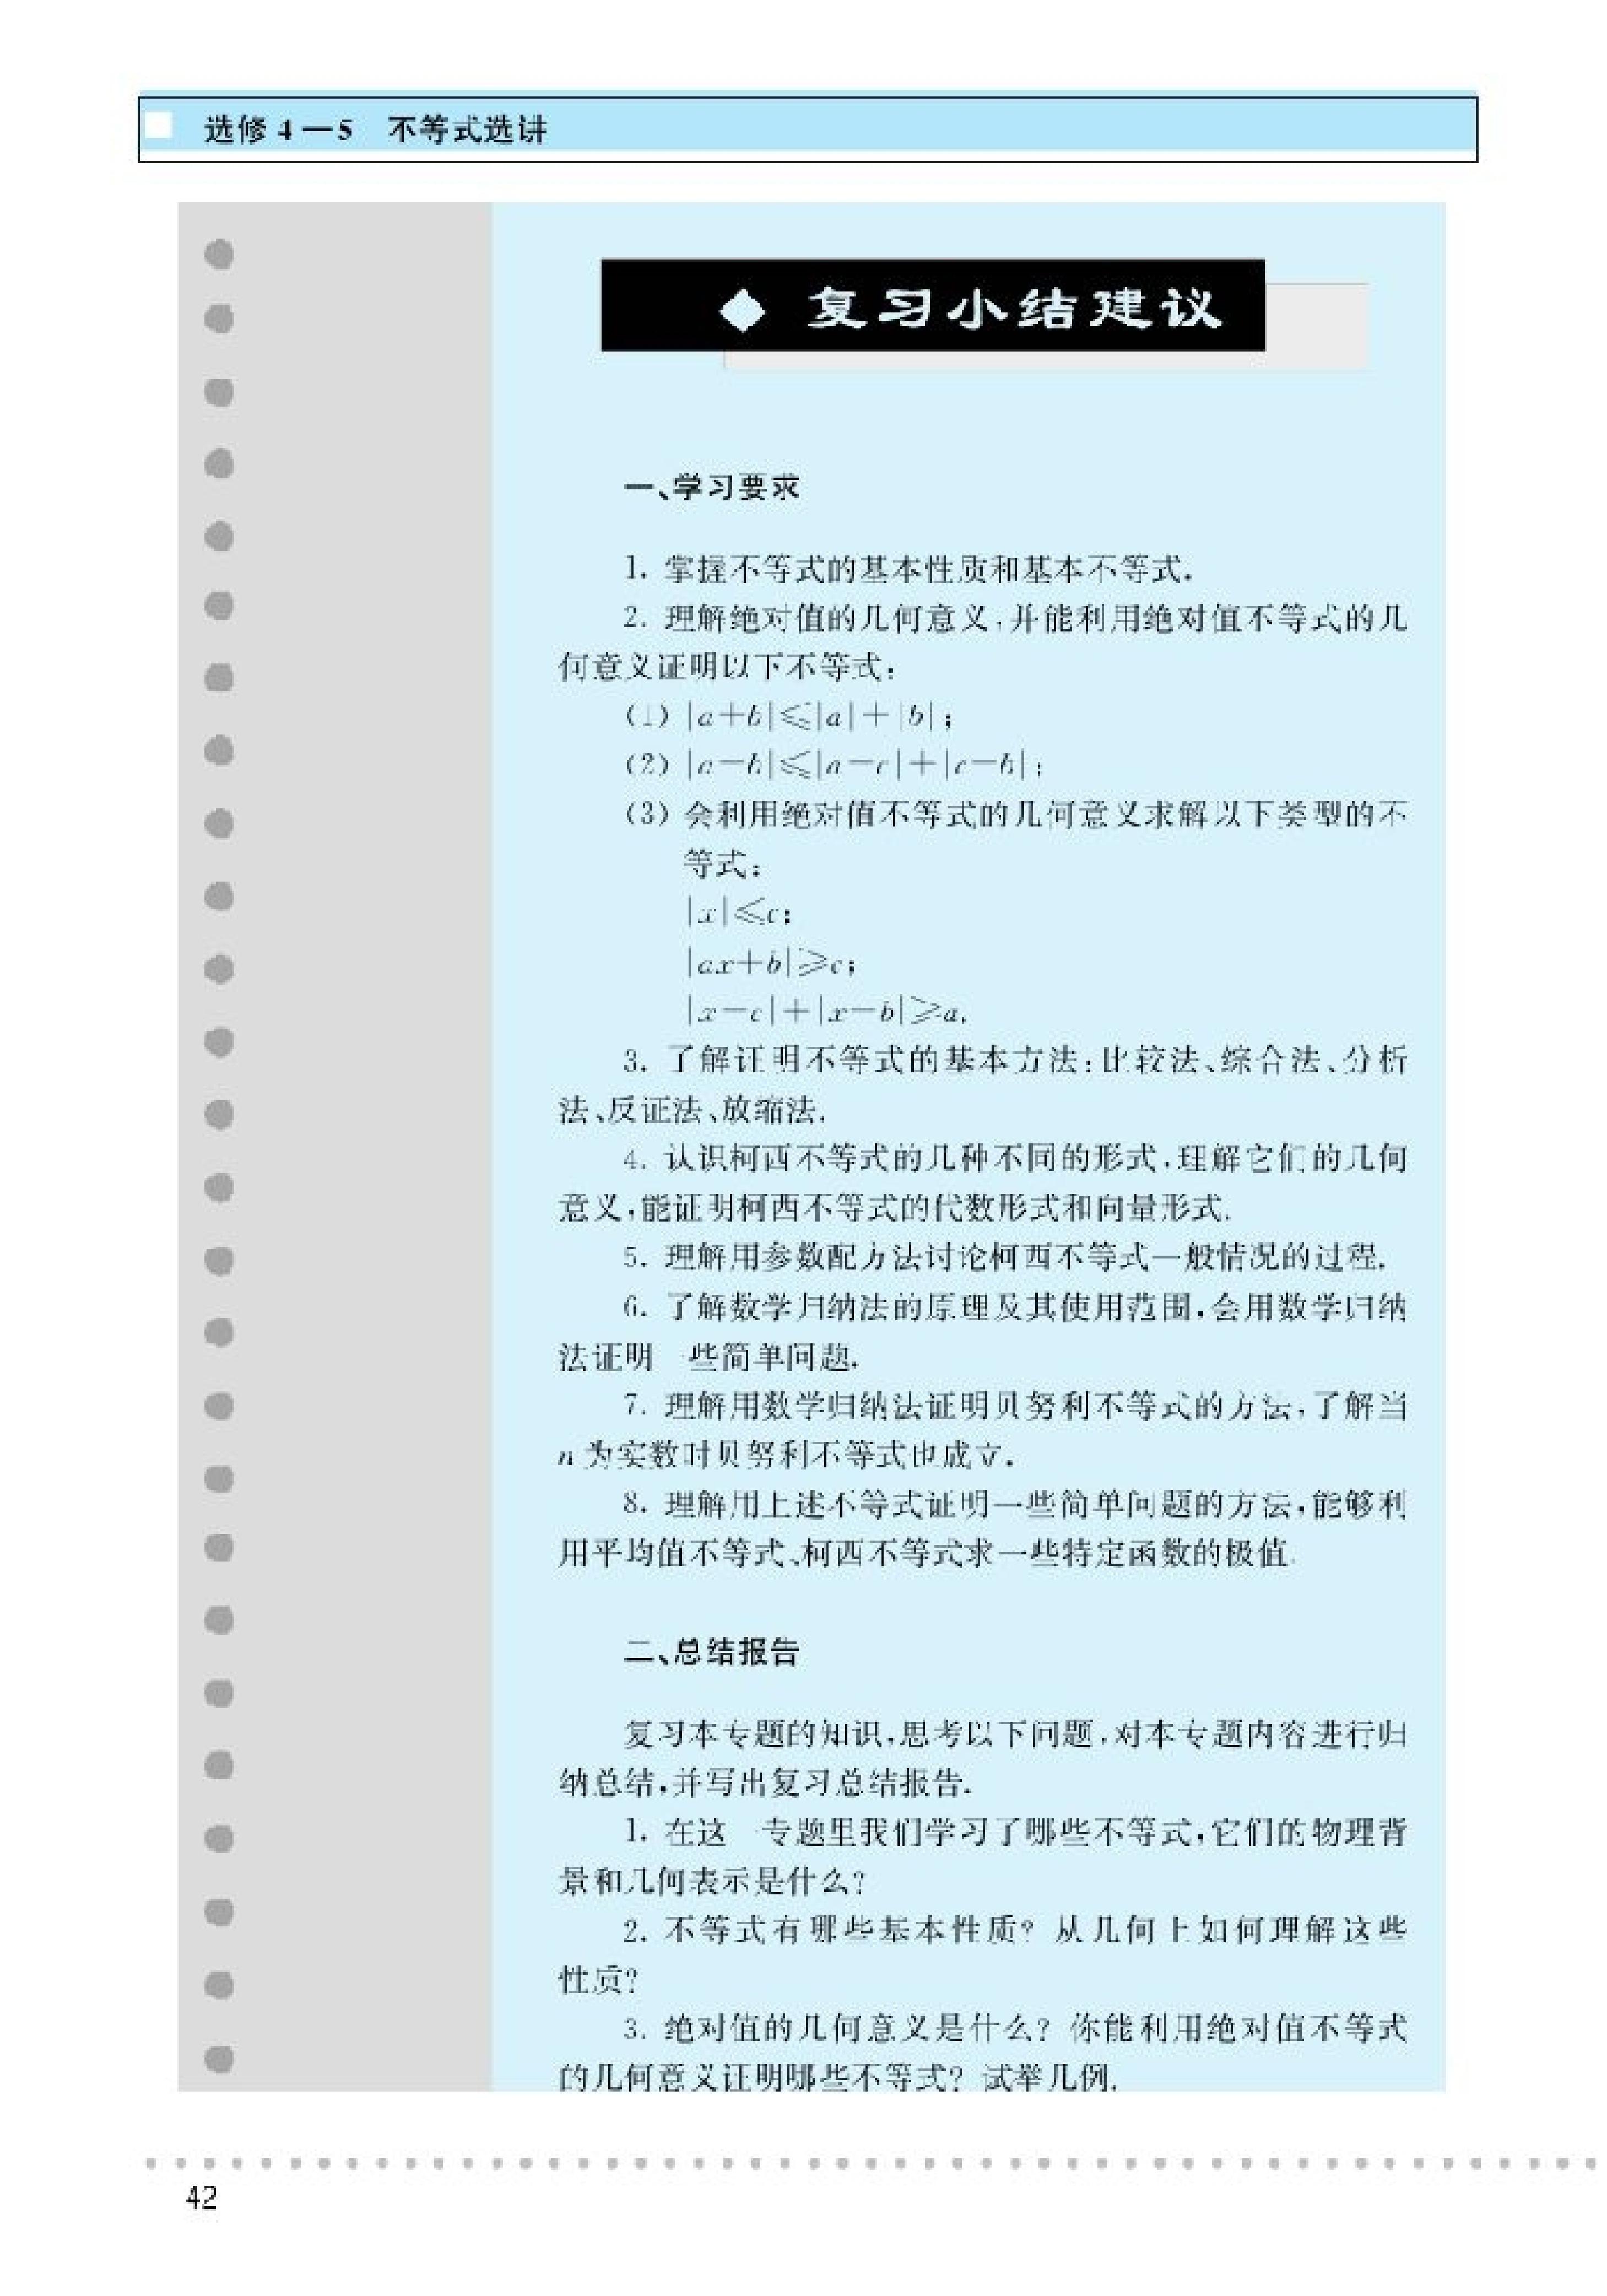 选修 4—5 不等式选讲
◆ 复习小结建议
一、学习要求
1. 掌握不等式的基本性质和基本不等式.
2. 理解绝对值的几何意义,并能利用绝对值不等式的几
何意义证明以下不等式:
(1) |a+b|≤|a|+|b|;
(2) |a-b|≤|a-c|+|c-b|;
(3) 会利用绝对值不等式的几何意义求解以下类型的不
等式:
|x|≤c;
|ax+b|≥c;
|x-c|+|x-b|≥a.
3. 了解证明不等式的基本方法:比较法、综合法、分析
法、反证法、放缩法.
4. 认识柯西不等式的几种不同的形式,理解它们的几何
意义,能证明柯西不等式的代数形式和向量形式.
5. 理解用参数配方法讨论柯西不等式一般情况的过程.
6. 了解数学归纳法的原理及其使用范围,会用数学归纳
法证明一些简单问题.
7. 理解用数学归纳法证明贝努利不等式的方法,了解当
n 为实数时贝努利不等式也成立.
8. 理解用上述不等式证明一些简单问题的方法,能够利
用平均值不等式、柯西不等式求一些特定函数的极值.
二、总结报告
复习本专题的知识,思考以下问题,对本专题内容进行归
纳总结,并写出复习总结报告.
1. 在这一专题里我们学习了哪些不等式,它们的物理背
景和几何表示是什么?
2. 不等式有哪些基本性质? 从几何上如何理解这些
性质?
3. 绝对值的几何意义是什么? 你能利用绝对值不等式
的几何意义证明哪些不等式? 试举几例.
42